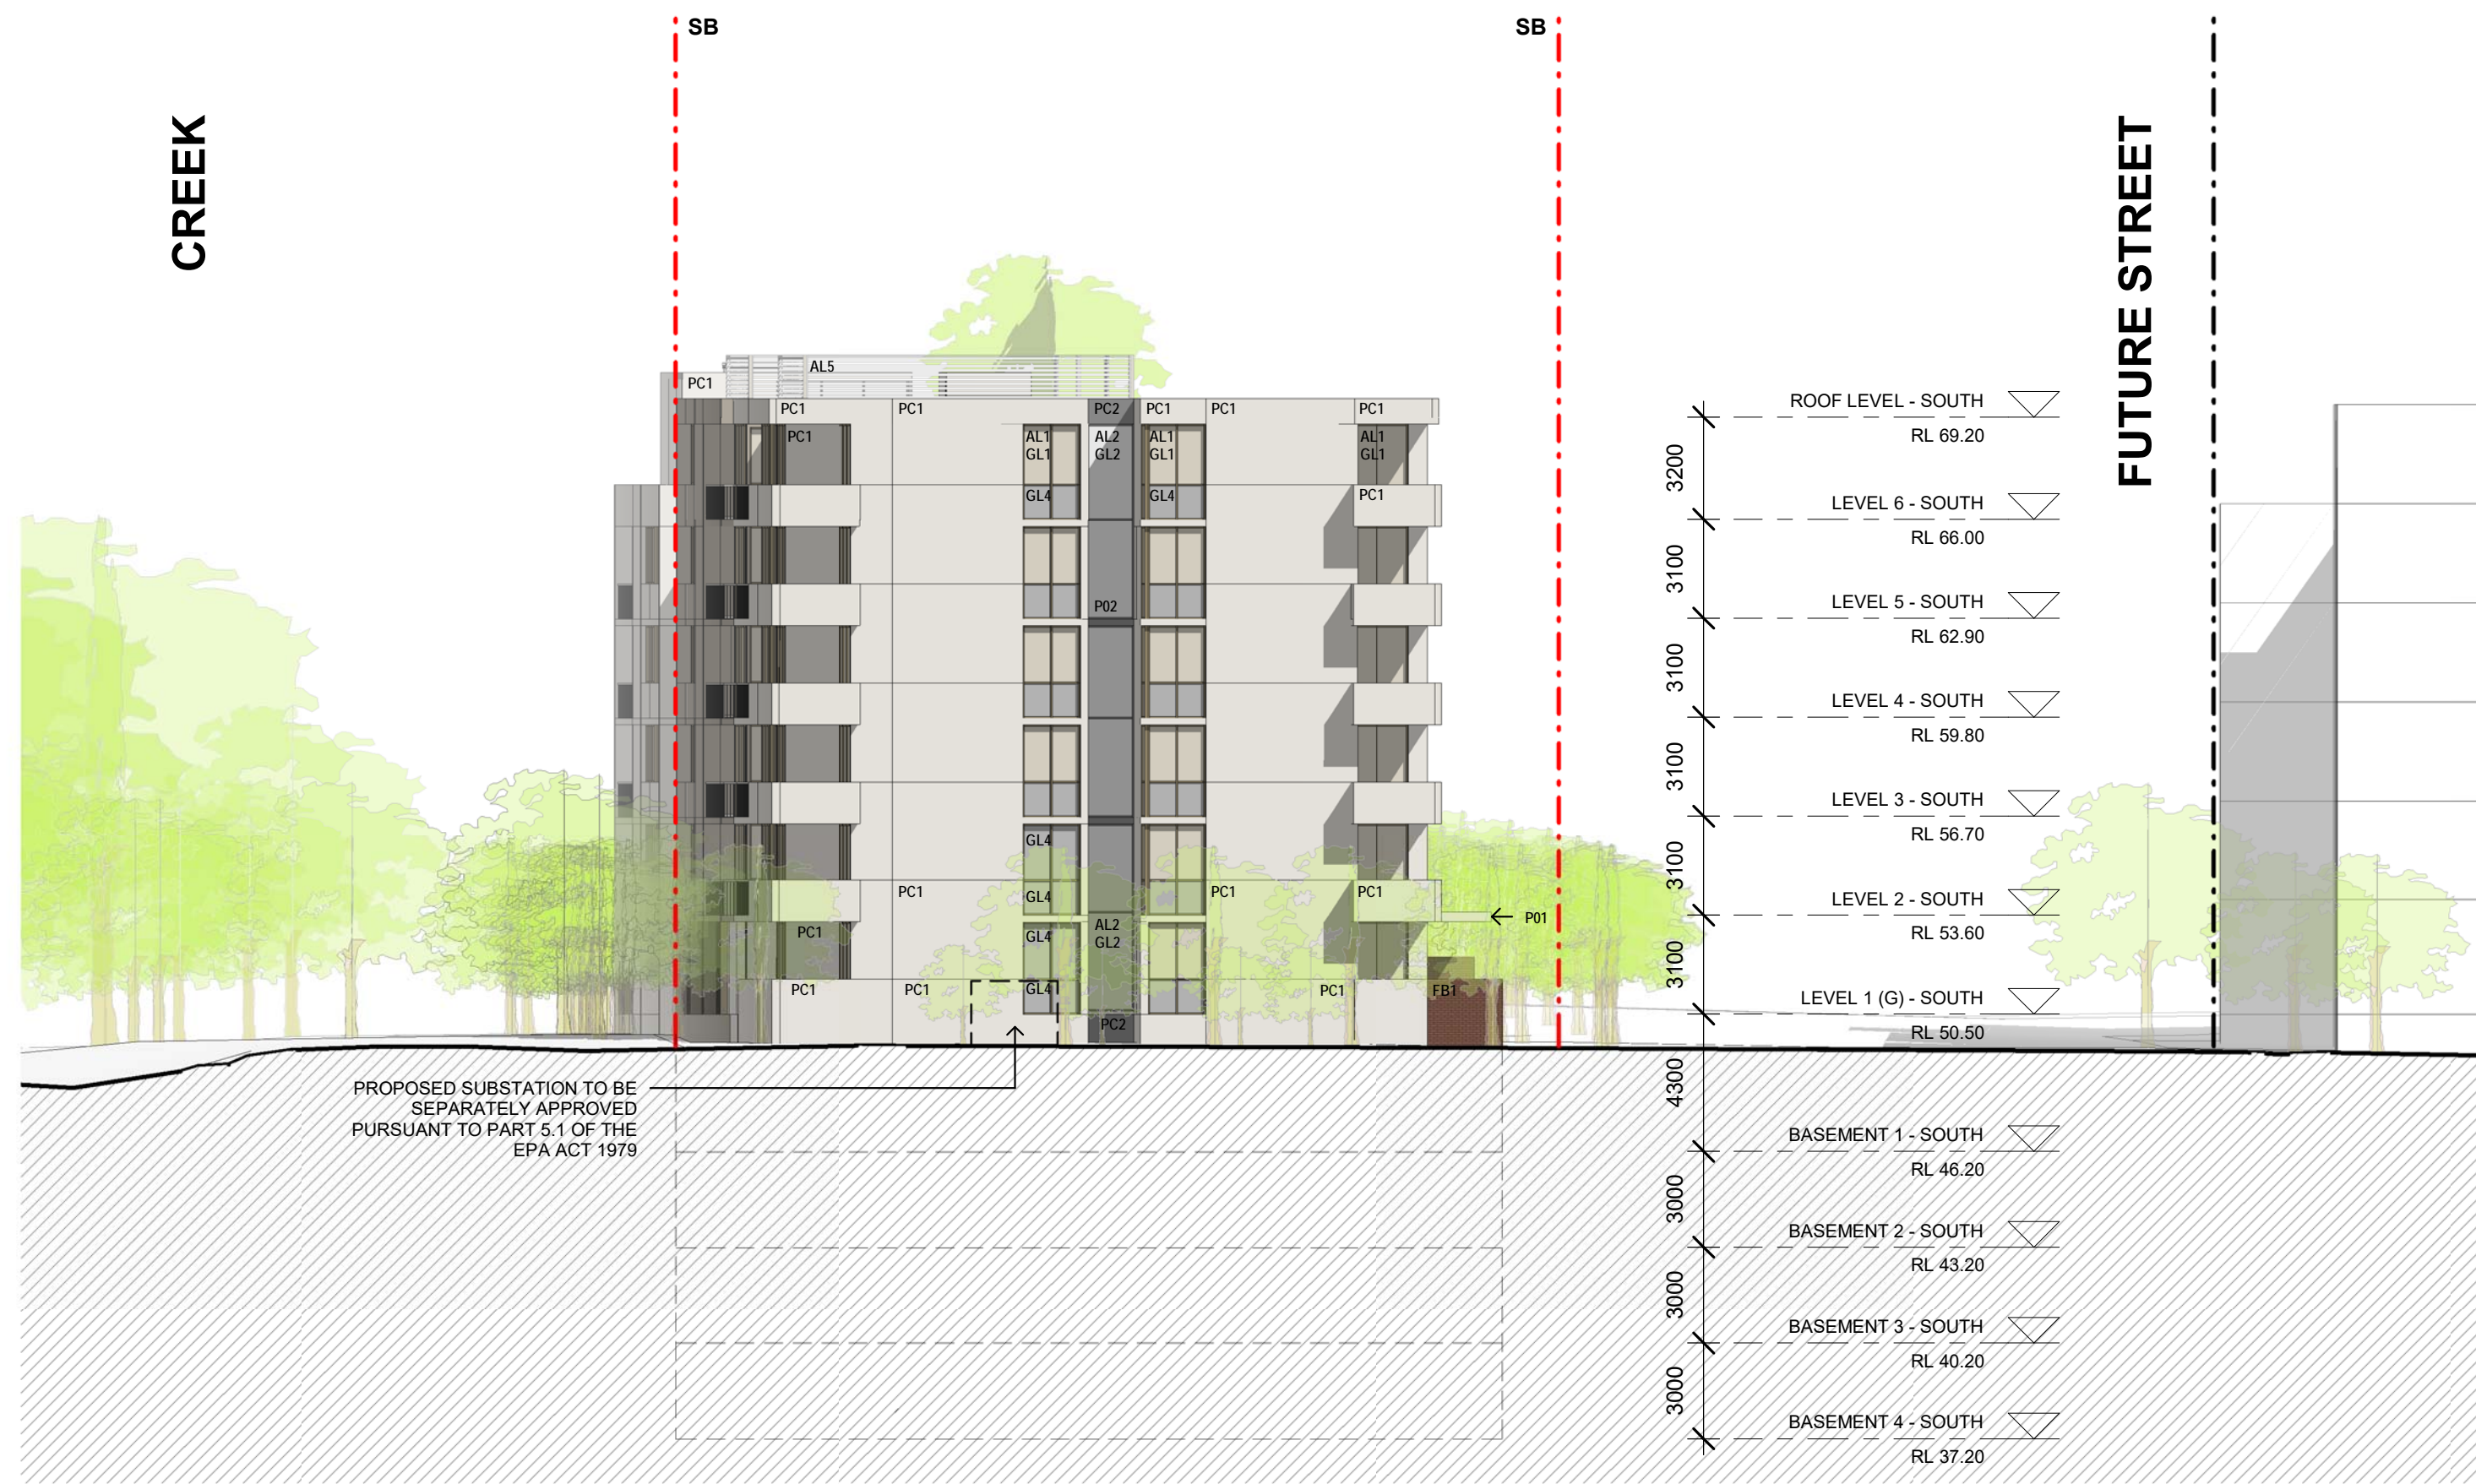 SB
SB
CREEK
FUTURE STREET
AL5
PC1
PC1
PC1
PC2
PC1
PC1
PC1
PC1
AL1
GL1
AL2
GL2
AL1
GL1
AL1
GL1
GL4
GL4
PC1
P02
GL4
PC1
GL4
PC1
PC1
P01
PC1
GL4
AL2
GL2
PC1
PC1
GL4
PC1
FB1
PC2
ROOF LEVEL - SOUTH
RL 69.20
3200
LEVEL 6 - SOUTH
RL 66.00
3100
LEVEL 5 - SOUTH
RL 62.90
3100
LEVEL 4 - SOUTH
RL 59.80
3100
LEVEL 3 - SOUTH
RL 56.70
3100
LEVEL 2 - SOUTH
RL 53.60
3100
LEVEL 1 (G) - SOUTH
RL 50.50
4300
BASEMENT 1 - SOUTH
RL 46.20
3000
BASEMENT 2 - SOUTH
RL 43.20
3000
BASEMENT 3 - SOUTH
RL 40.20
3000
BASEMENT 4 - SOUTH
RL 37.20
PROPOSED SUBSTATION TO BE
SEPARATELY APPROVED
PURSUANT TO PART 5.1 OF THE
EPA ACT 1979